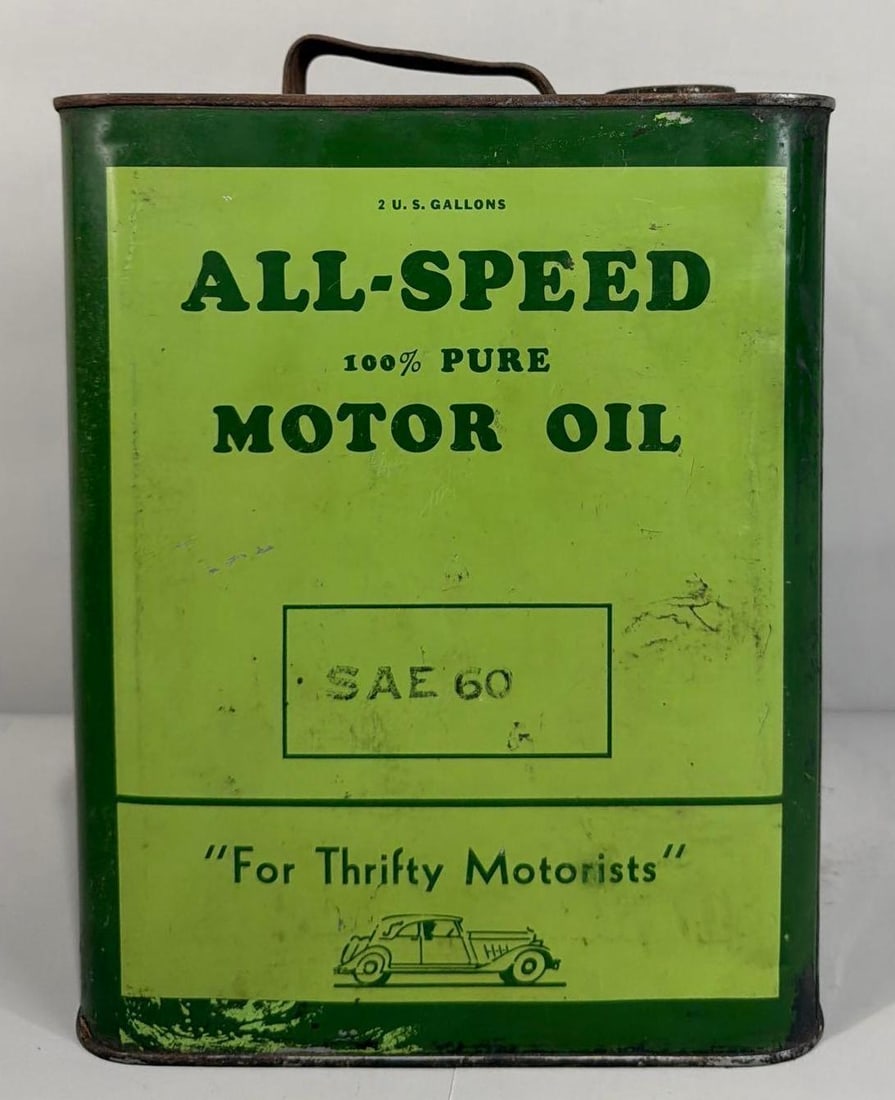 2 U.S. GALLONS
ALL-SPEED
100% PURE
MOTOR OIL
SAE 60
"For Thrifty Motorists"